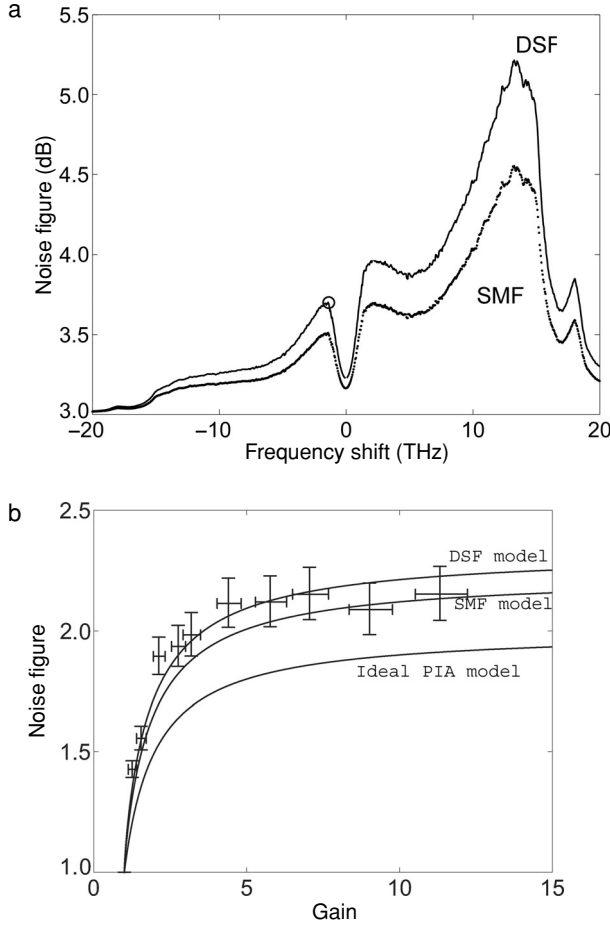 a
5.5
5.0
4.5
4.0
3.5
3.0
Noise figure (dB)
DSF
SMF
−20
−10
0
10
20
Frequency shift (THz)
b
2.5
2.0
1.5
1.0
Noise figure
DSF model
SMF model
Ideal PIA model
0
5
10
15
Gain